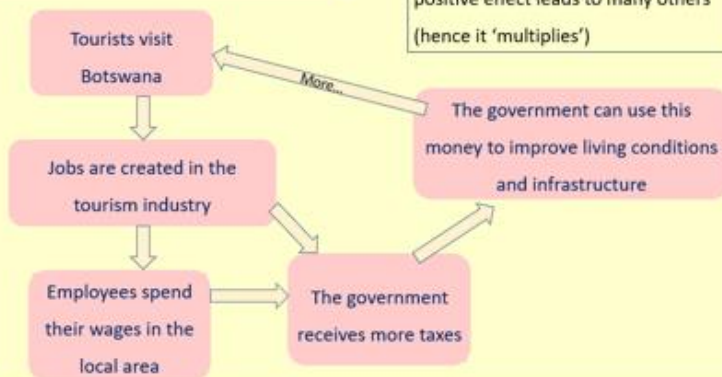 positive effect leads to many others
(hence it ‘multiplies’)
Tourists visit
Botswana
More...
The government can use this
money to improve living conditions
and infrastructure
Jobs are created in the
tourism industry
Employees spend
their wages in the
local area
The government
receives more taxes